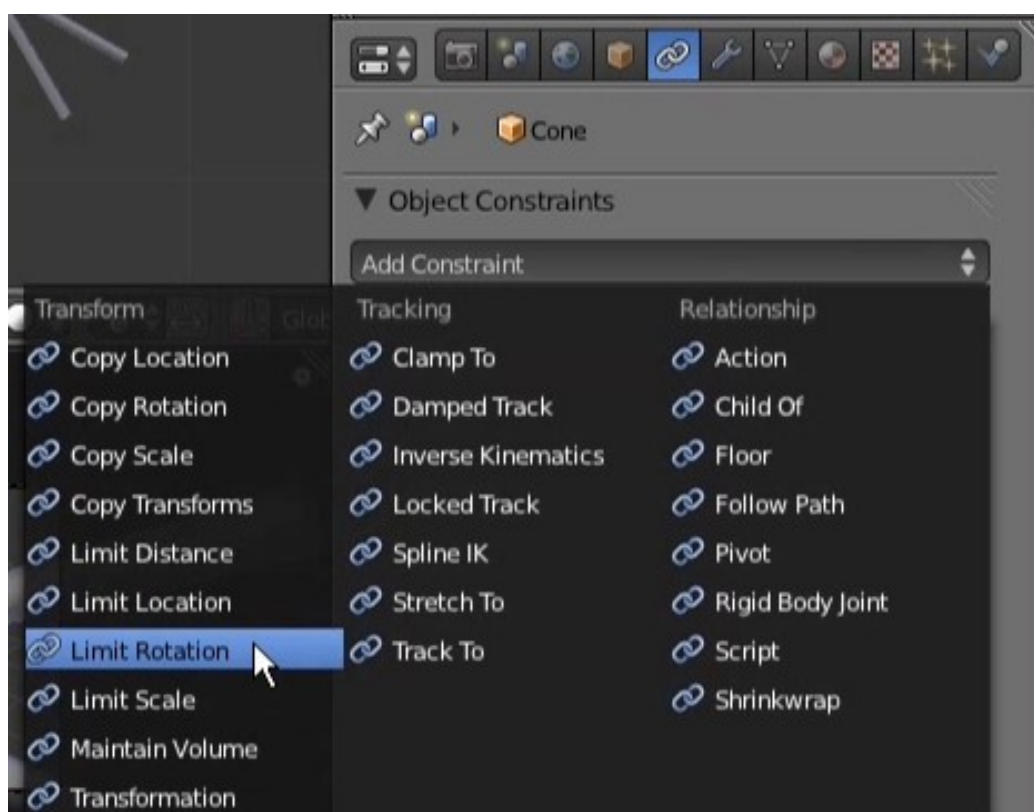 Cone
Object Constraints
Add Constraint
Transform
Copy Location
Copy Rotation
Copy Scale
Copy Transforms
Limit Distance
Limit Location
Limit Rotation
Limit Scale
Maintain Volume
Transformation
Glob
Tracking
Clamp To
Damped Track
Inverse Kinematics
Locked Track
Spline IK
Stretch To
Track To
Relationship
Action
Child Of
Floor
Follow Path
Pivot
Rigid Body Joint
Script
Shrinkwrap